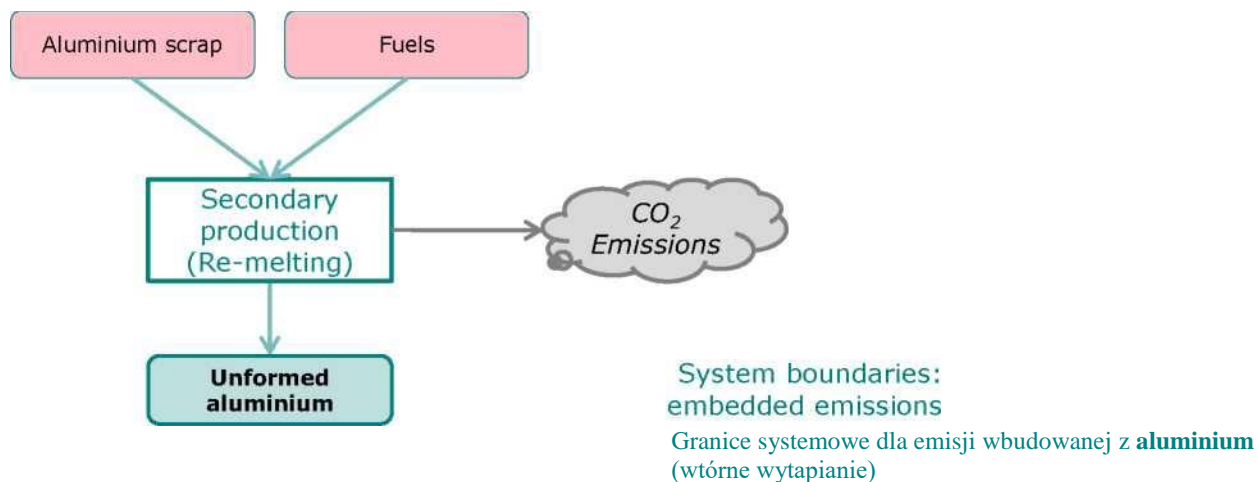 Aluminium scrap
Fuels
Secondary
production
(Re-melting)
CO₂
Emissions
Unformed
aluminium
System boundaries:
embedded emissions
Granice systemowe dla emisji wbudowanej z aluminium
(wtórne wytapianie)